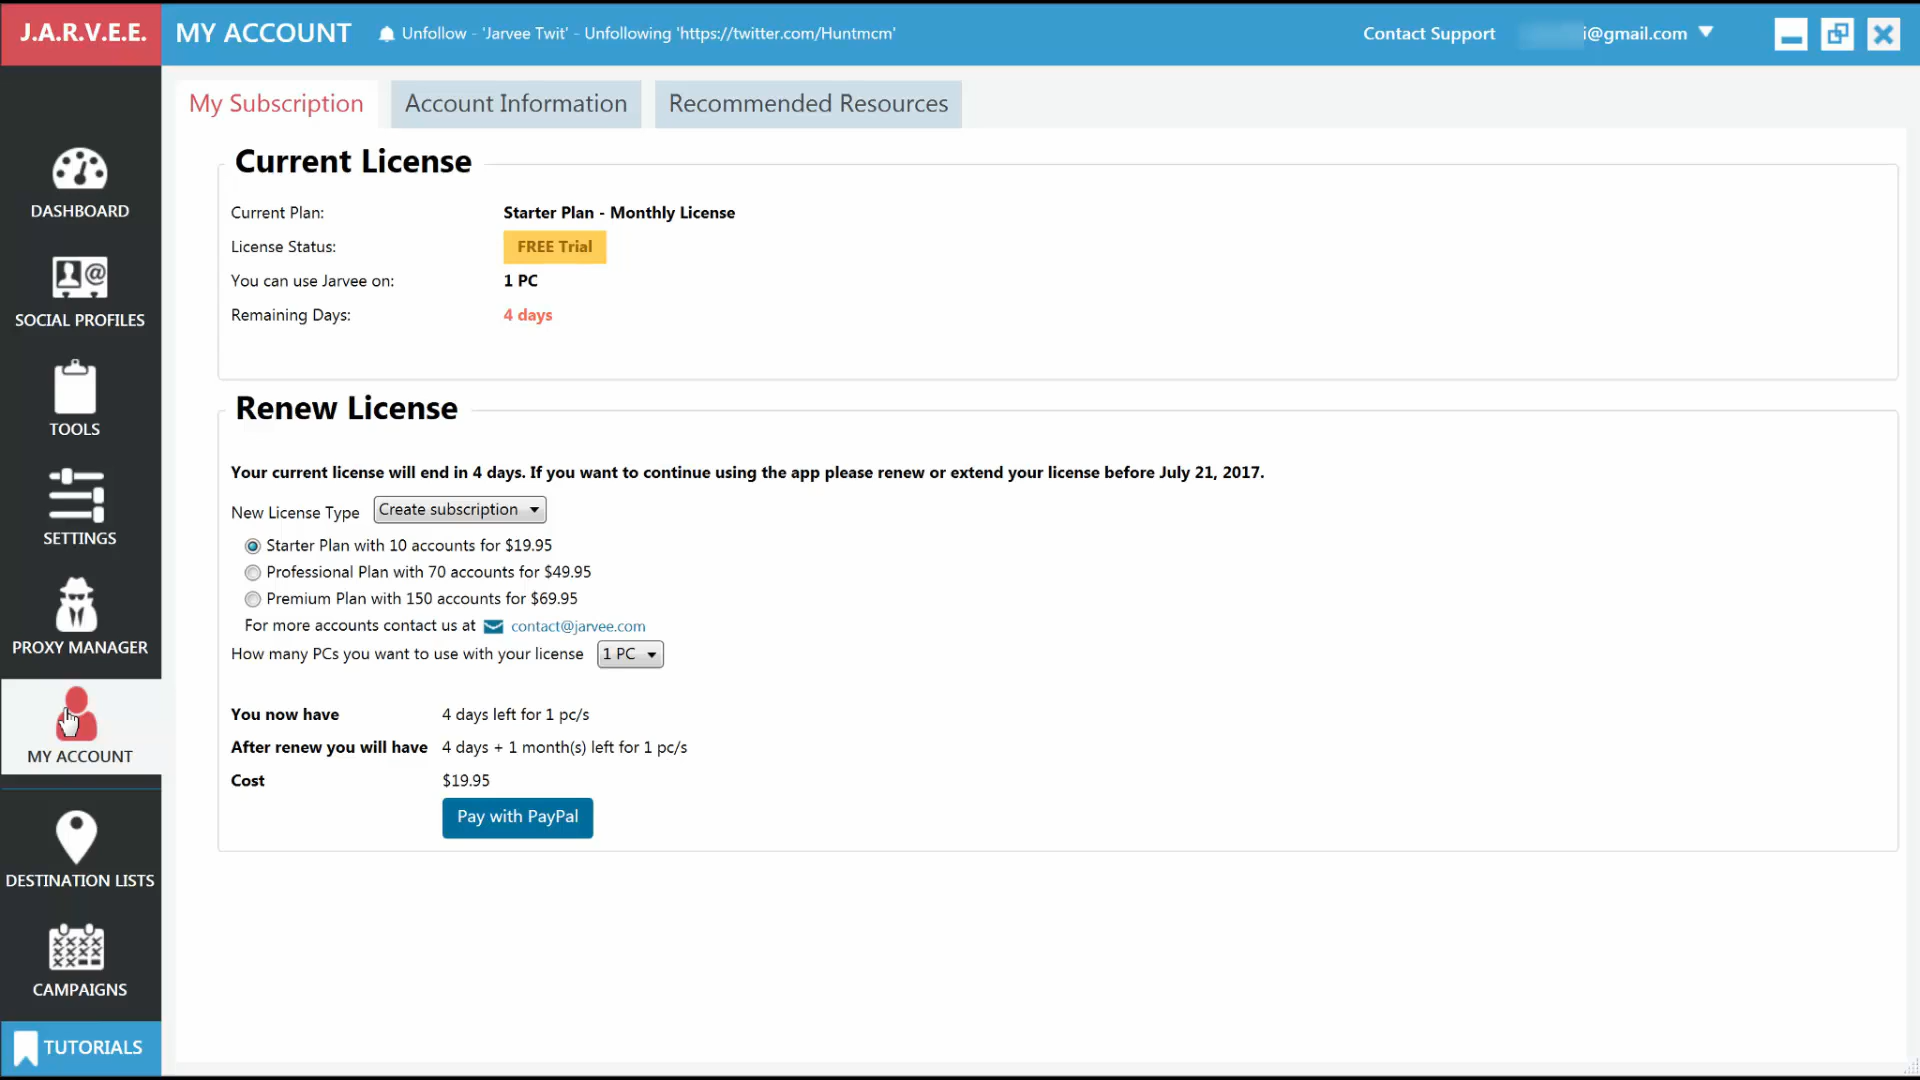 J.A.R.V.E.E.
MY ACCOUNT
Unfollow - 'Jarvee Twit' - Unfollowing 'https://twitter.com/Huntmcm'
Contact Support
i@gmail.com
My Subscription
Account Information
Recommended Resources
DASHBOARD
SOCIAL PROFILES
TOOLS
SETTINGS
PROXY MANAGER
MY ACCOUNT
DESTINATION LISTS
CAMPAIGNS
TUTORIALS
Current License
Current Plan: Starter Plan - Monthly License
License Status: FREE Trial
You can use Jarvee on: 1 PC
Remaining Days: 4 days
Renew License
Your current license will end in 4 days. If you want to continue using the app please renew or extend your license before July 21, 2017.
New License Type Create subscription
Starter Plan with 10 accounts for $19.95
Professional Plan with 70 accounts for $49.95
Premium Plan with 150 accounts for $69.95
For more accounts contact us at contact@jarvee.com
How many PCs you want to use with your license 1 PC
You now have 4 days left for 1 pc/s
After renew you will have 4 days + 1 month(s) left for 1 pc/s
Cost $19.95
Pay with PayPal